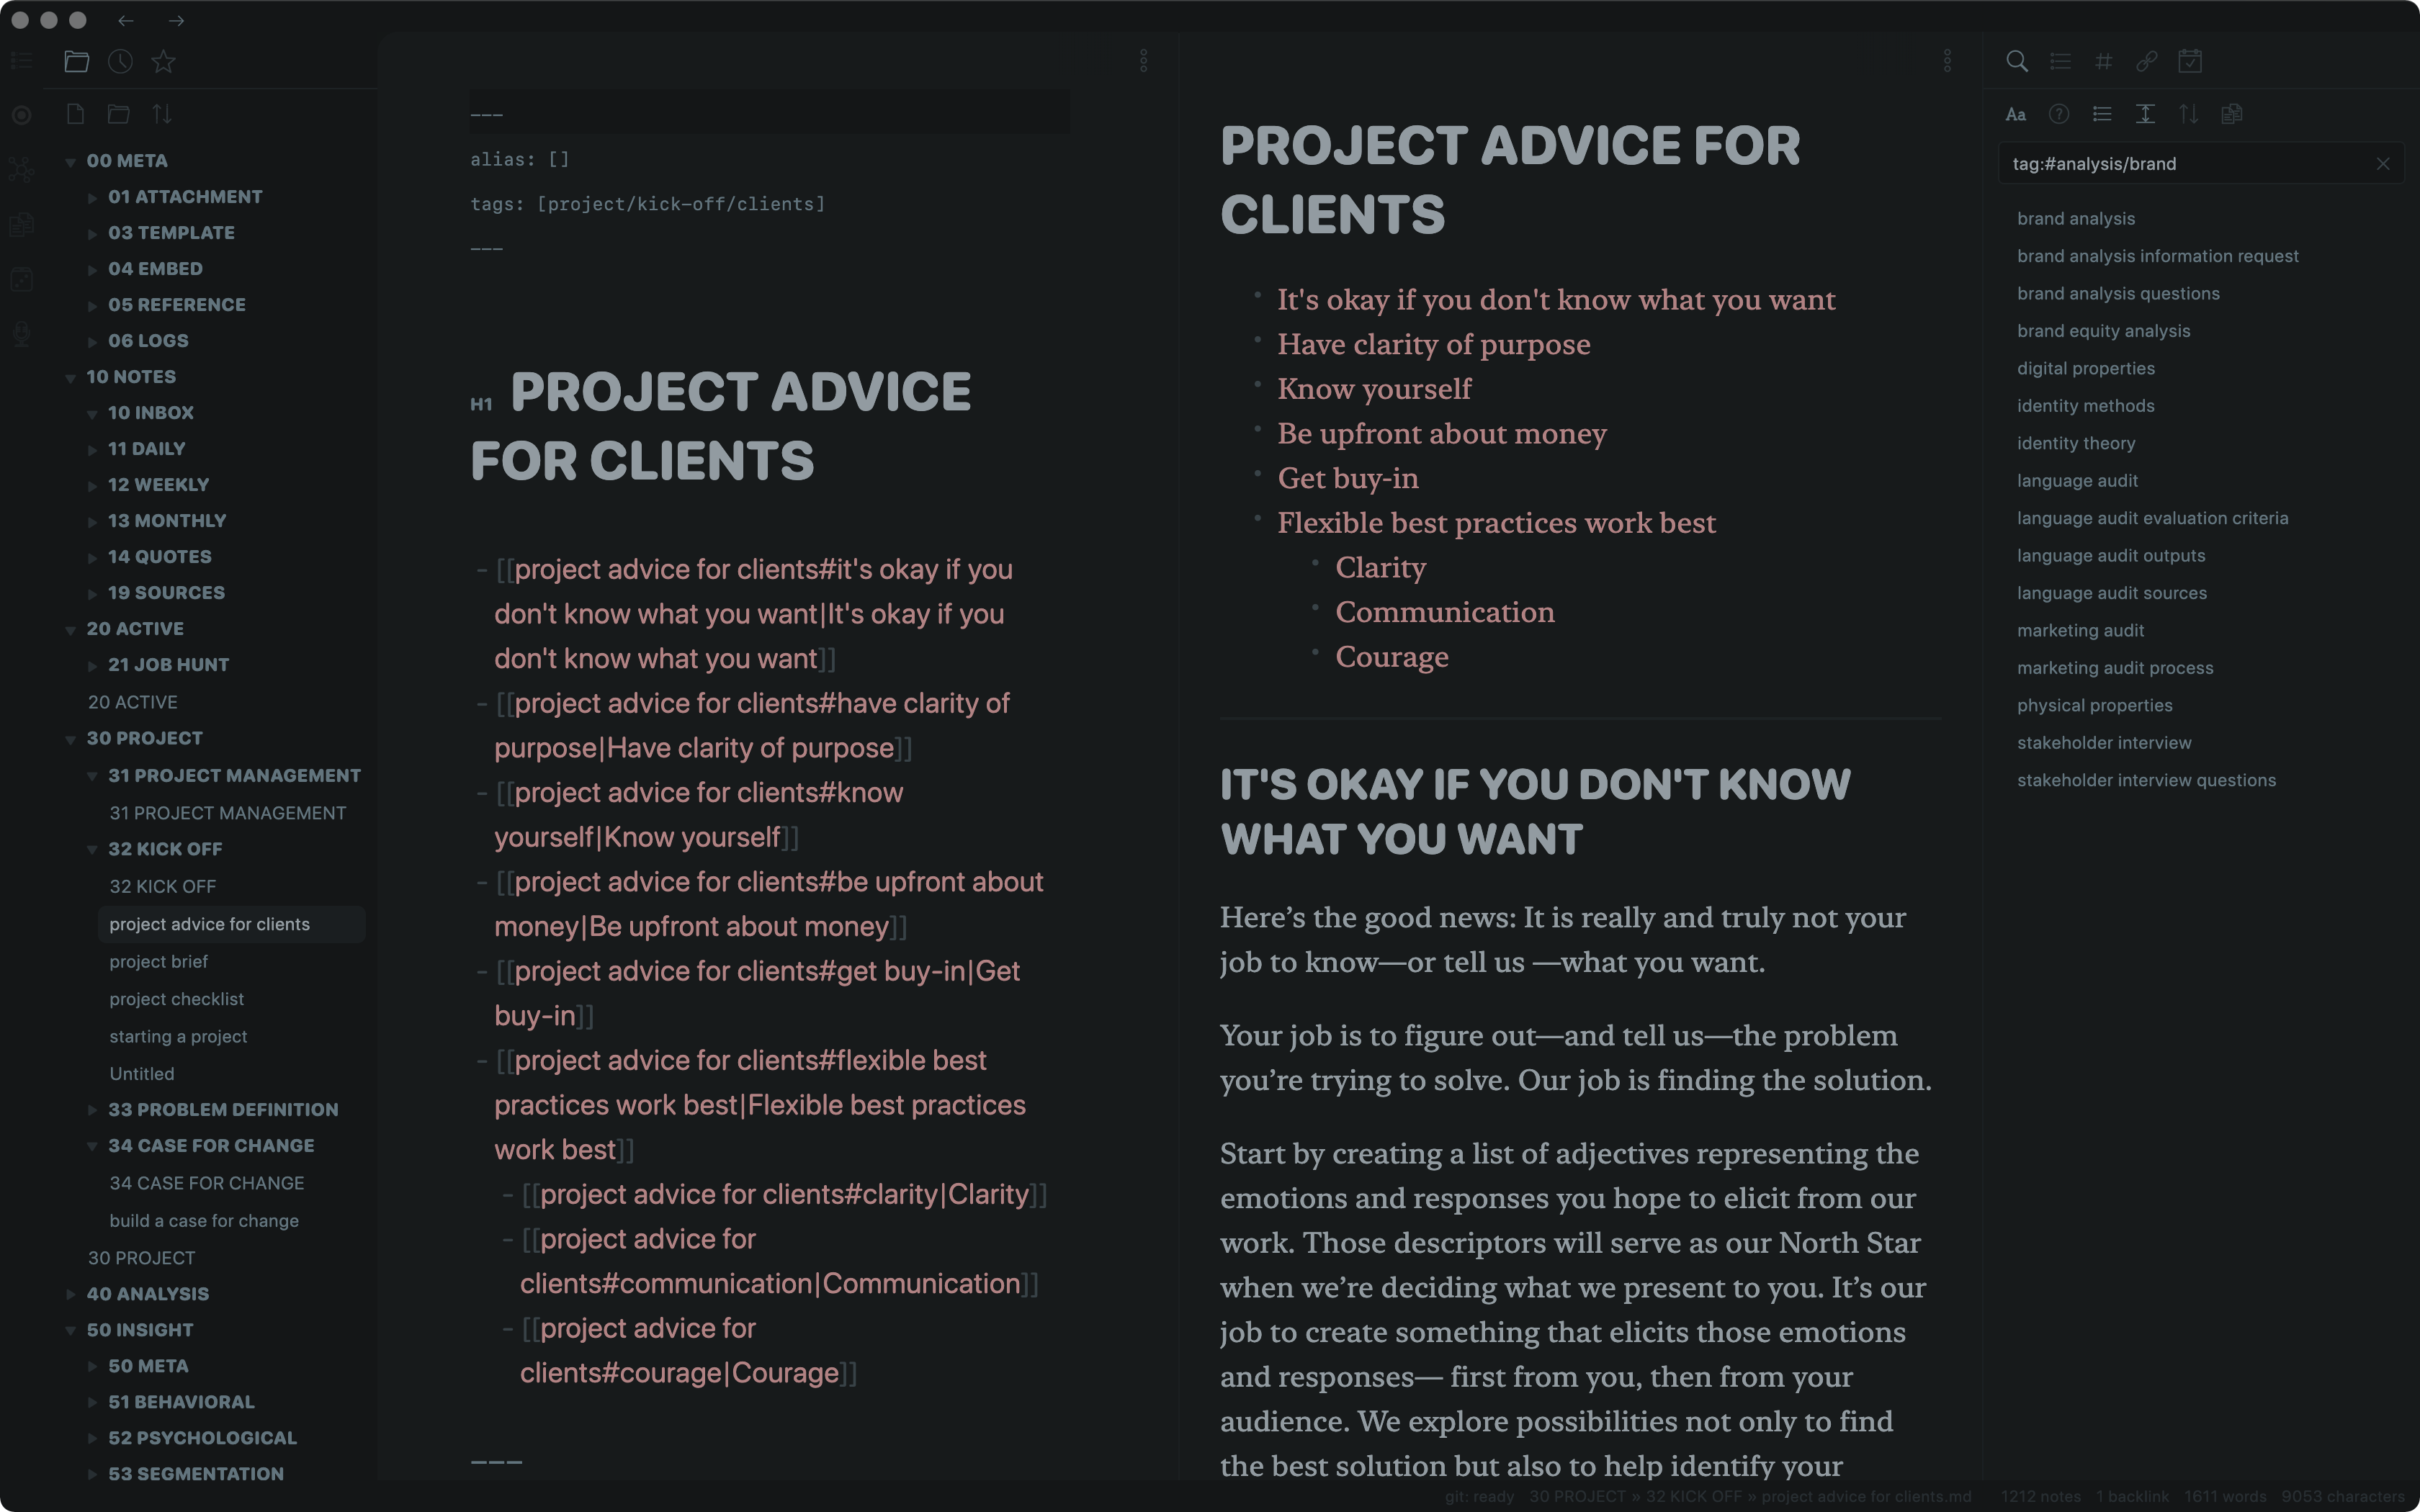 00 META
01 ATTACHMENT
03 TEMPLATE
04 EMBED
05 REFERENCE
06 LOGS
10 NOTES
10 INBOX
11 DAILY
12 WEEKLY
13 MONTHLY
14 QUOTES
19 SOURCES
20 ACTIVE
21 JOB HUNT
20 ACTIVE
30 PROJECT
31 PROJECT MANAGEMENT
31 PROJECT MANAGEMENT
32 KICK OFF
32 KICK OFF
project advice for clients
project brief
project checklist
starting a project
Untitled
33 PROBLEM DEFINITION
34 CASE FOR CHANGE
34 CASE FOR CHANGE
build a case for change
30 PROJECT
40 ANALYSIS
50 INSIGHT
50 META
51 BEHAVIORAL
52 PSYCHOLOGICAL
53 SEGMENTATION
---
alias: []
tags: [project/kick-off/clients]
---
H1 PROJECT ADVICE
FOR CLIENTS
- [[project advice for clients#it's okay if you
don't know what you want|It's okay if you
don't know what you want]]
- [[project advice for clients#have clarity of
purpose|Have clarity of purpose]]
- [[project advice for clients#know
yourself|Know yourself]]
- [[project advice for clients#be upfront about
money|Be upfront about money]]
- [[project advice for clients#get buy-in|Get
buy-in]]
- [[project advice for clients#flexible best
practices work best|Flexible best practices
work best]]
- [[project advice for clients#clarity|Clarity]]
- [[project advice for
clients#communication|Communication]]
- [[project advice for
clients#courage|Courage]]
---
PROJECT ADVICE FOR
CLIENTS
• It's okay if you don't know what you want
• Have clarity of purpose
• Know yourself
• Be upfront about money
• Get buy-in
• Flexible best practices work best
• Clarity
• Communication
• Courage
IT'S OKAY IF YOU DON'T KNOW
WHAT YOU WANT
Here’s the good news: It is really and truly not your
job to know—or tell us —what you want.
Your job is to figure out—and tell us—the problem
you’re trying to solve. Our job is finding the solution.
Start by creating a list of adjectives representing the
emotions and responses you hope to elicit from our
work. Those descriptors will serve as our North Star
when we’re deciding what we present to you. It’s our
job to create something that elicits those emotions
and responses— first from you, then from your
audience. We explore possibilities not only to find
the best solution but also to help identify your
Aa
tag:#analysis/brand
brand analysis
brand analysis information request
brand analysis questions
brand equity analysis
digital properties
identity methods
identity theory
language audit
language audit evaluation criteria
language audit outputs
language audit sources
marketing audit
marketing audit process
physical properties
stakeholder interview
stakeholder interview questions
git: ready 30 PROJECT » 32 KICK OFF » project advice for clients.md 1212 notes 1 backlink 1611 words 9053 characters